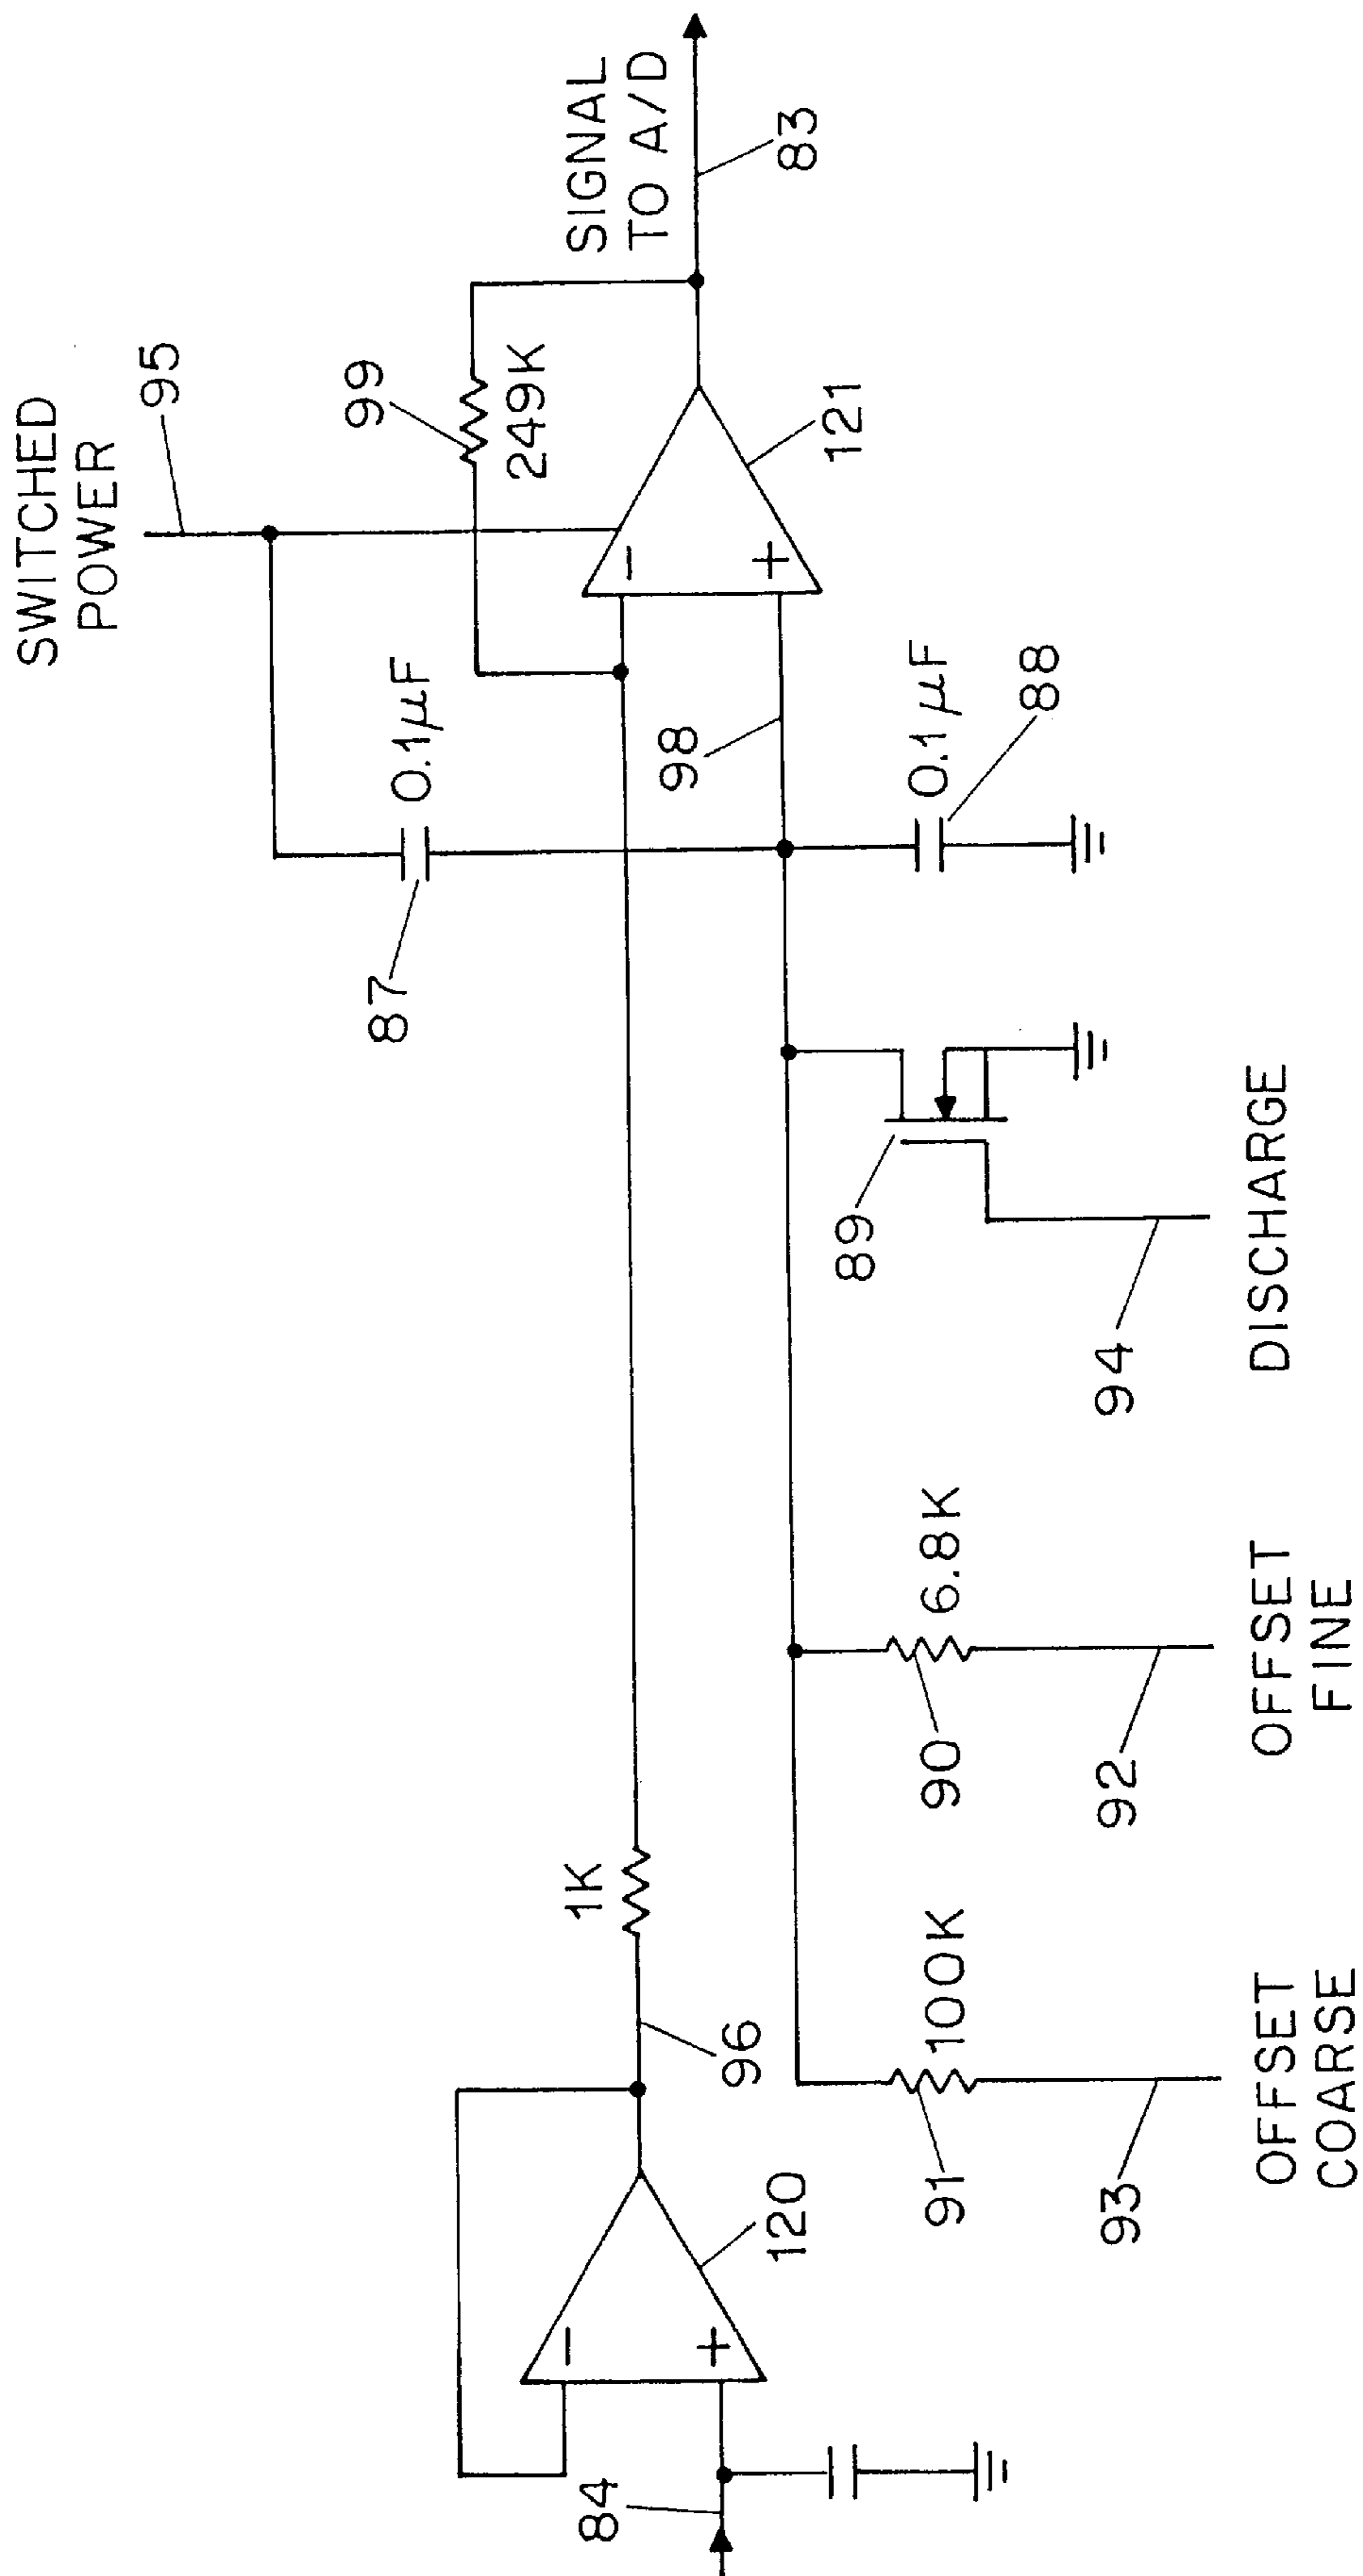 SWITCHED
POWER
95
99
249K
SIGNAL
TO A/D
83
87
0.1µF
98
−
+
121
0.1µF
88
1K
96
−
+
120
84
89
94
DISCHARGE
6.8K
90
92
OFFSET
FINE
100K
91
93
OFFSET
COARSE